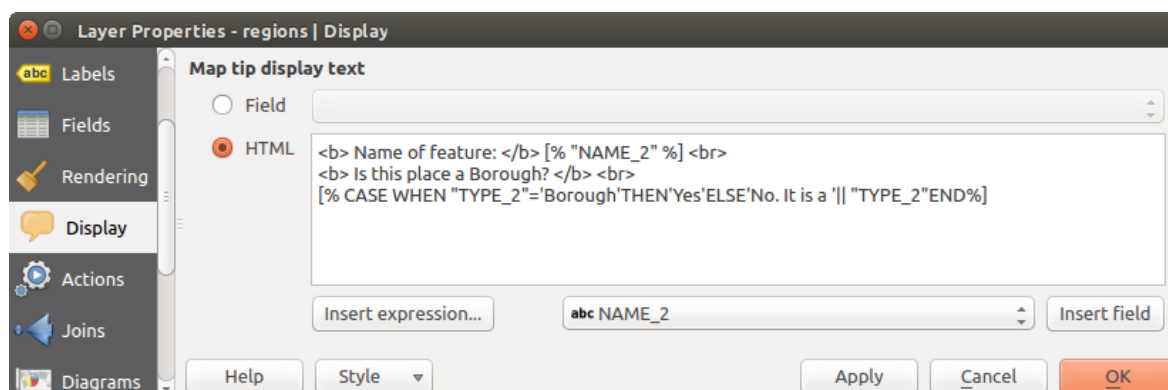 Layer Properties - regions | Display
abc Labels
Fields
Rendering
Display
Actions
Joins
Diagrams
Map tip display text
Field
HTML
<b> Name of feature: </b> [% "NAME_2" %] <br>
<b> Is this place a Borough? </b> <br>
[% CASE WHEN "TYPE_2"='Borough'THEN'Yes'ELSE'No. It is a '|| "TYPE_2"END%]
Insert expression... abc NAME_2 Insert field
Help Style Apply Cancel OK